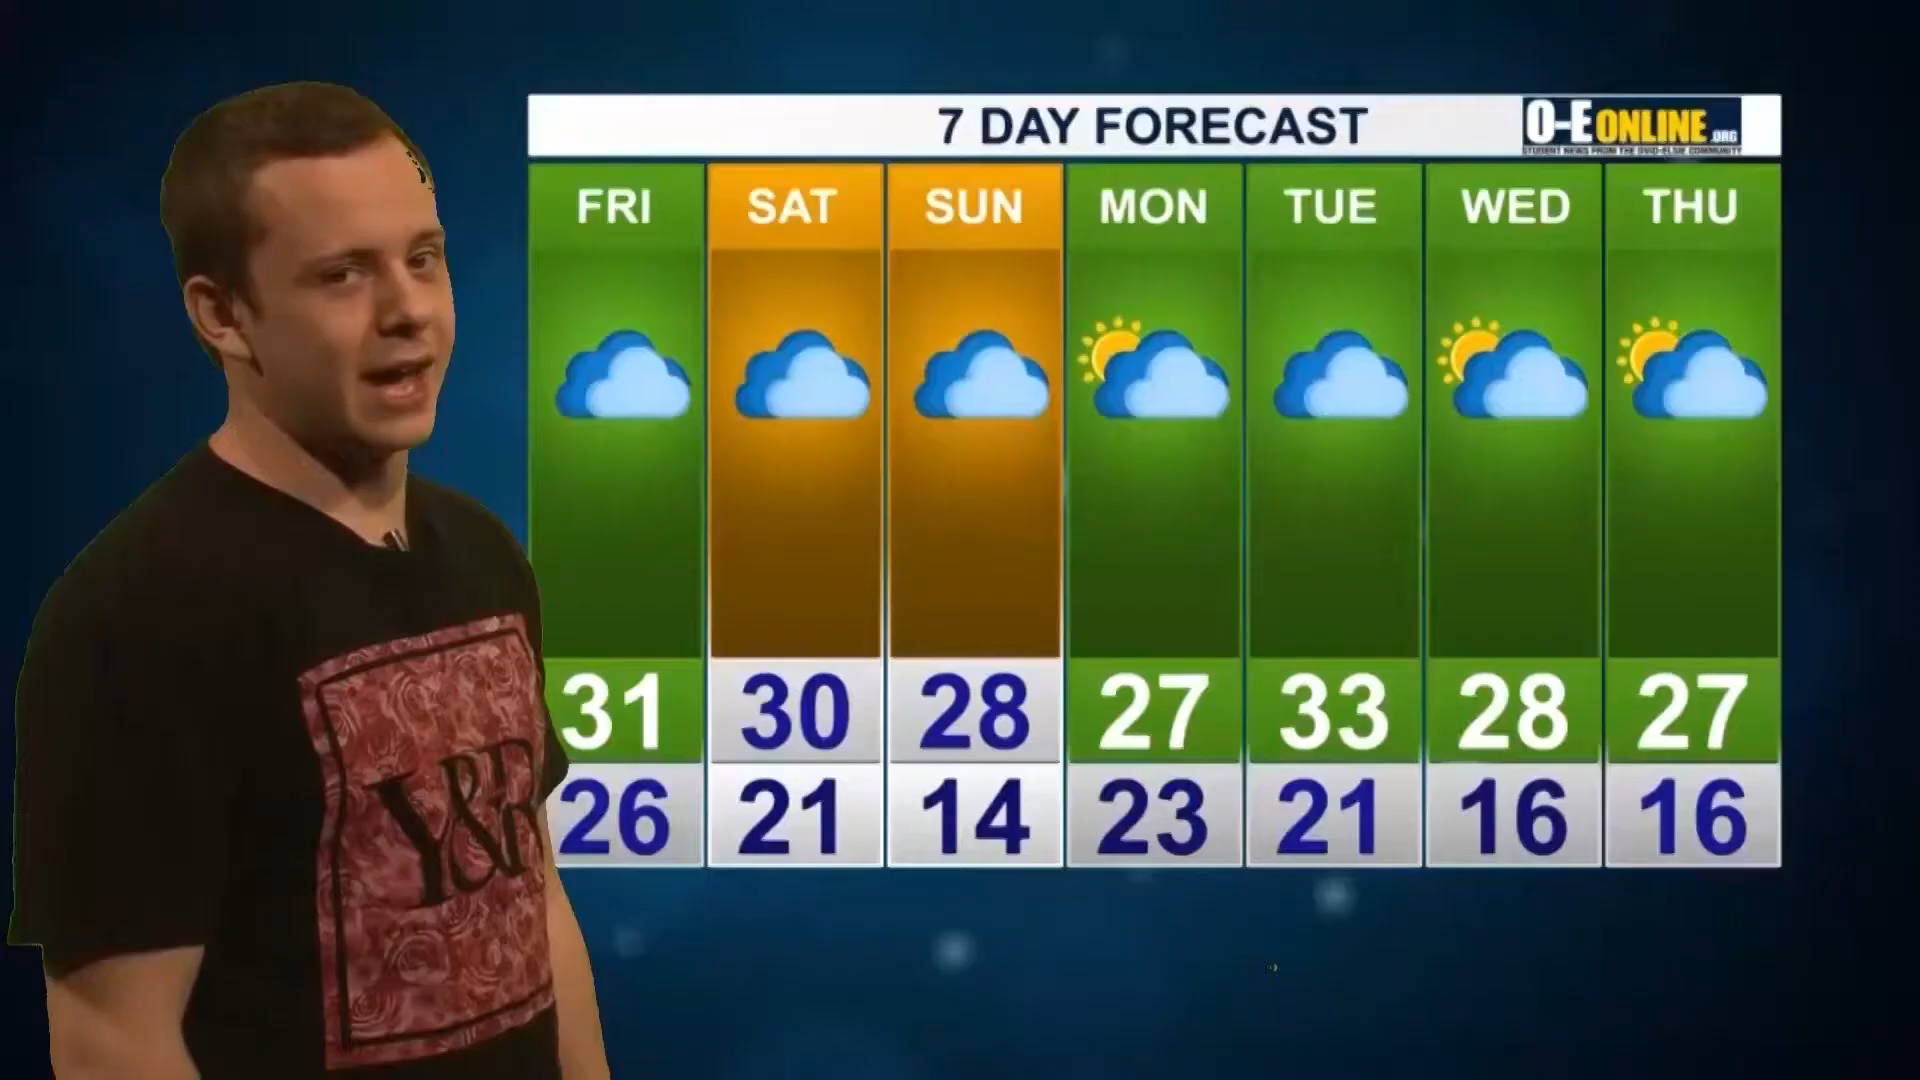 7 DAY FORECAST
O-E ONLINE.ORG
STUDENT NEWS FROM THE OVID-ELSIE COMMUNITY
FRI SAT SUN MON TUE WED THU
31 30 28 27 33 28 27
26 21 14 23 21 16 16
Y&R